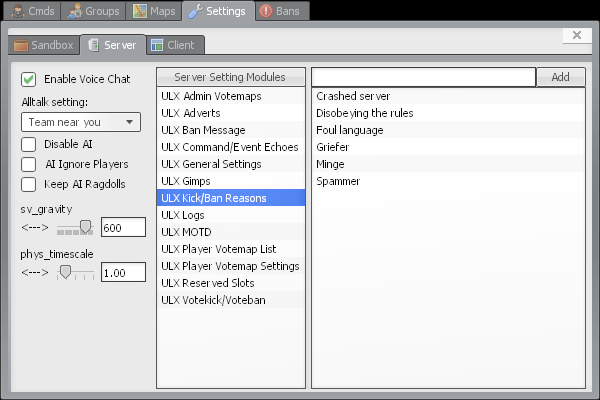 Cmds Groups Maps Settings Bans
Sandbox Server Client
Enable Voice Chat
Alltalk setting:
Team near you
Disable AI
AI Ignore Players
Keep AI Ragdolls
sv_gravity
<---> 600
phys_timescale
<---> 1.00
Server Setting Modules
ULX Admin Votemaps
ULX Adverts
ULX Ban Message
ULX Command/Event Echoes
ULX General Settings
ULX Gimps
ULX Kick/Ban Reasons
ULX Logs
ULX MOTD
ULX Player Votemap List
ULX Player Votemap Settings
ULX Reserved Slots
ULX Votekick/Voteban
Add
Crashed server
Disobeying the rules
Foul language
Griefer
Minge
Spammer